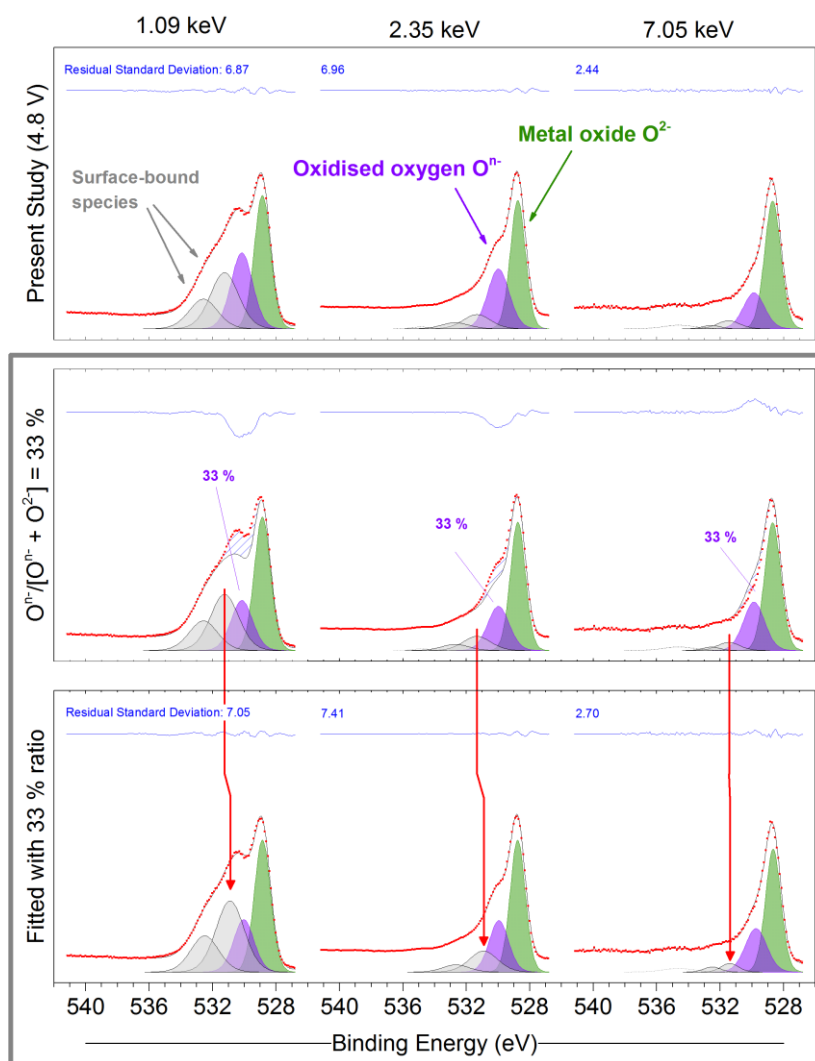 1.09 keV 2.35 keV 7.05 keV
Present Study (4.8 V)
Residual Standard Deviation: 6.87
6.96
2.44
Surface-bound
species
Oxidised oxygen Oⁿ⁻
Metal oxide O²⁻
Oⁿ⁻/[Oⁿ⁻ + O²⁻] = 33 %
33 %
33 %
33 %
Fitted with 33 % ratio
Residual Standard Deviation: 7.05
7.41
2.70
540 536 532 528 540 536 532 528 540 536 532 528
Binding Energy (eV)